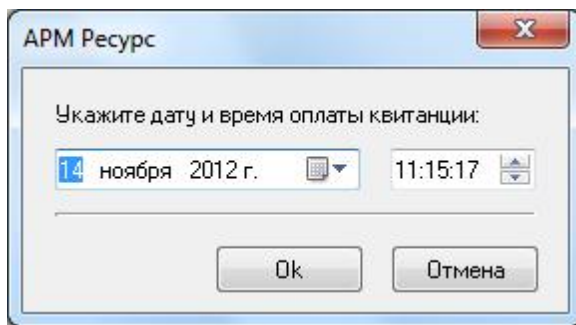 АРМ Ресурс
Укажите дату и время оплаты квитанции:
14 ноября 2012 г. 11:15:17
Ok Отмена